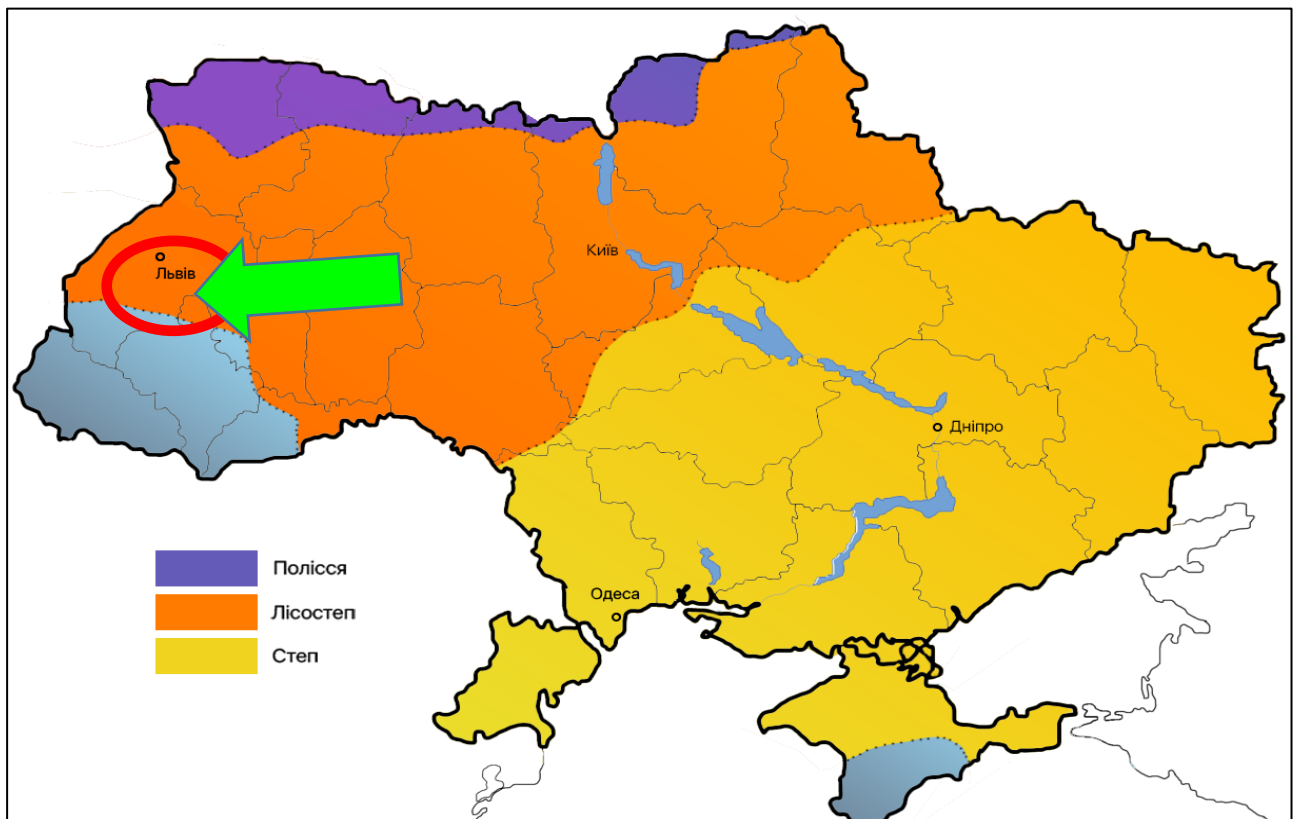 Київ
Львів
Дніпро
Одеса
Полісся
Лісостеп
Степ